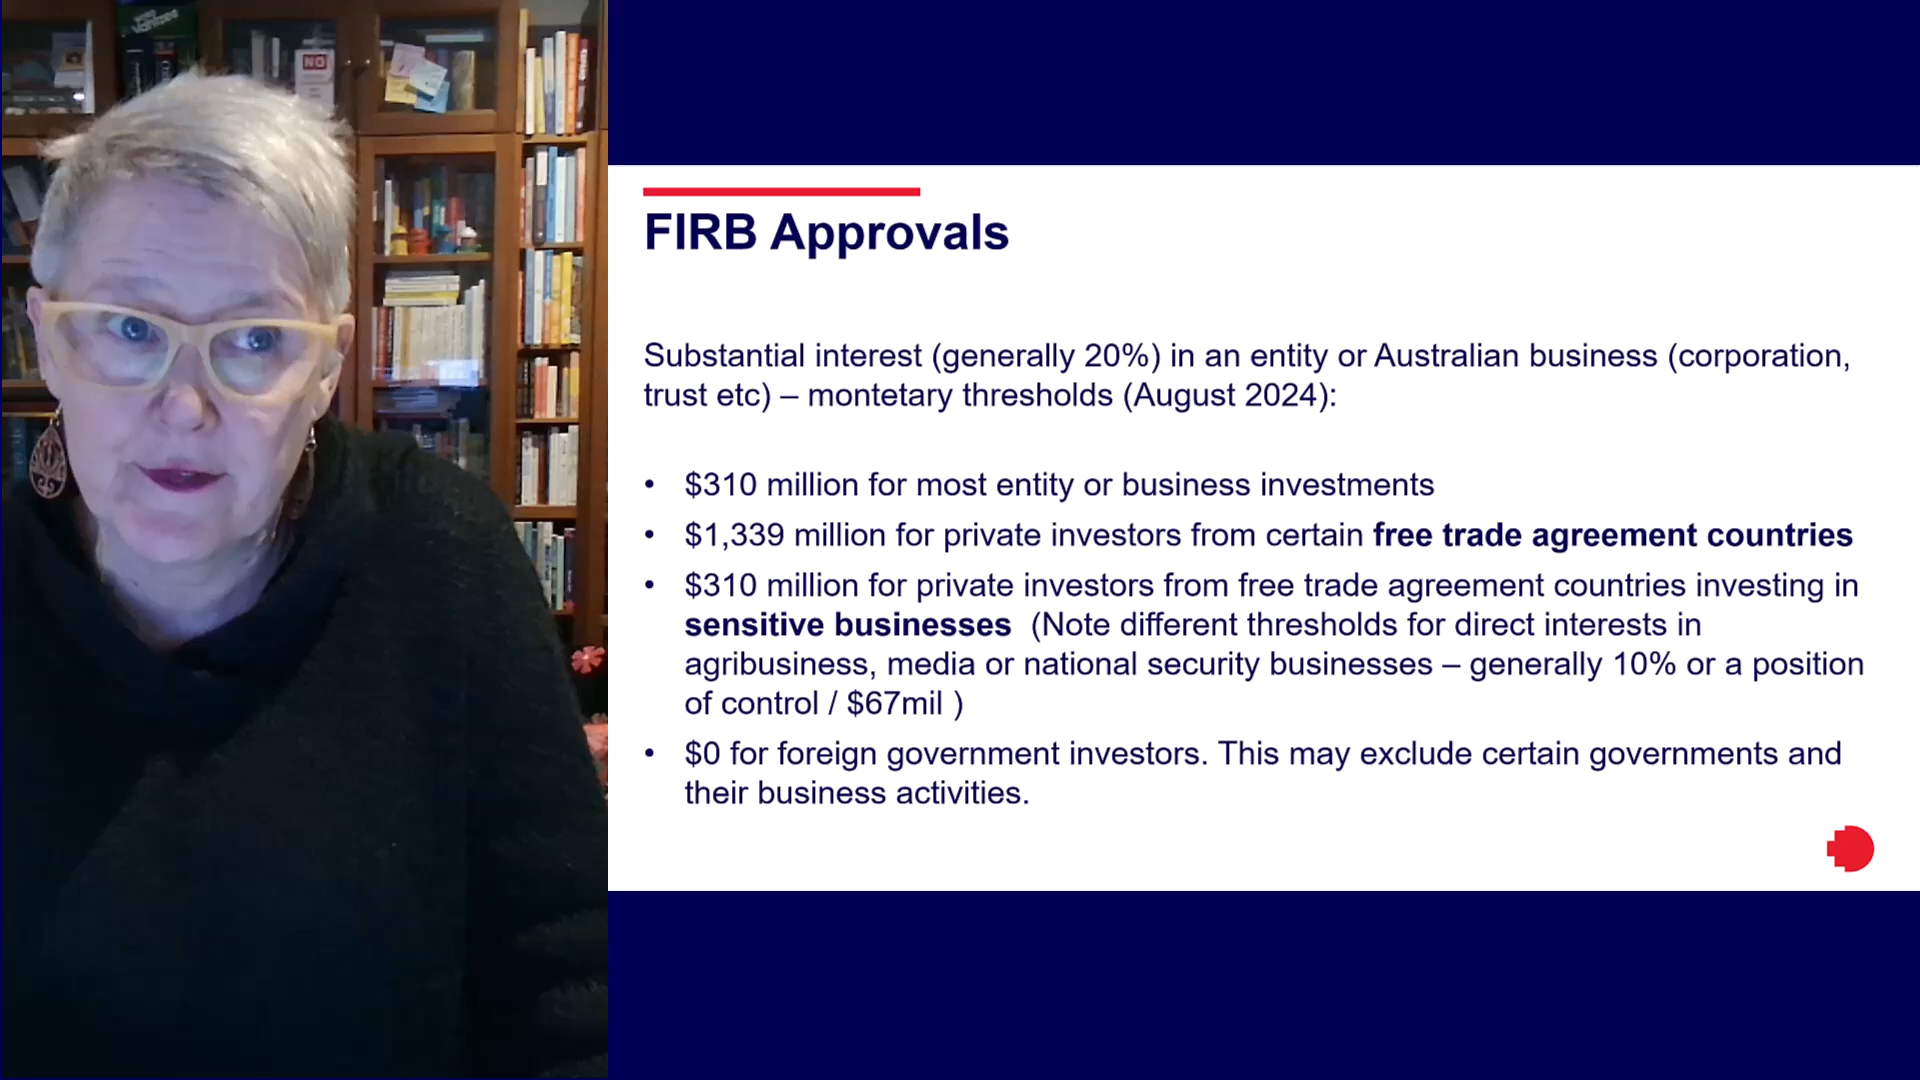 NO
FIRB Approvals
Substantial interest (generally 20%) in an entity or Australian business (corporation,
trust etc) – montetary thresholds (August 2024):
• $310 million for most entity or business investments
• $1,339 million for private investors from certain free trade agreement countries
• $310 million for private investors from free trade agreement countries investing in
sensitive businesses (Note different thresholds for direct interests in
agribusiness, media or national security businesses – generally 10% or a position
of control / $67mil )
• $0 for foreign government investors. This may exclude certain governments and
their business activities.